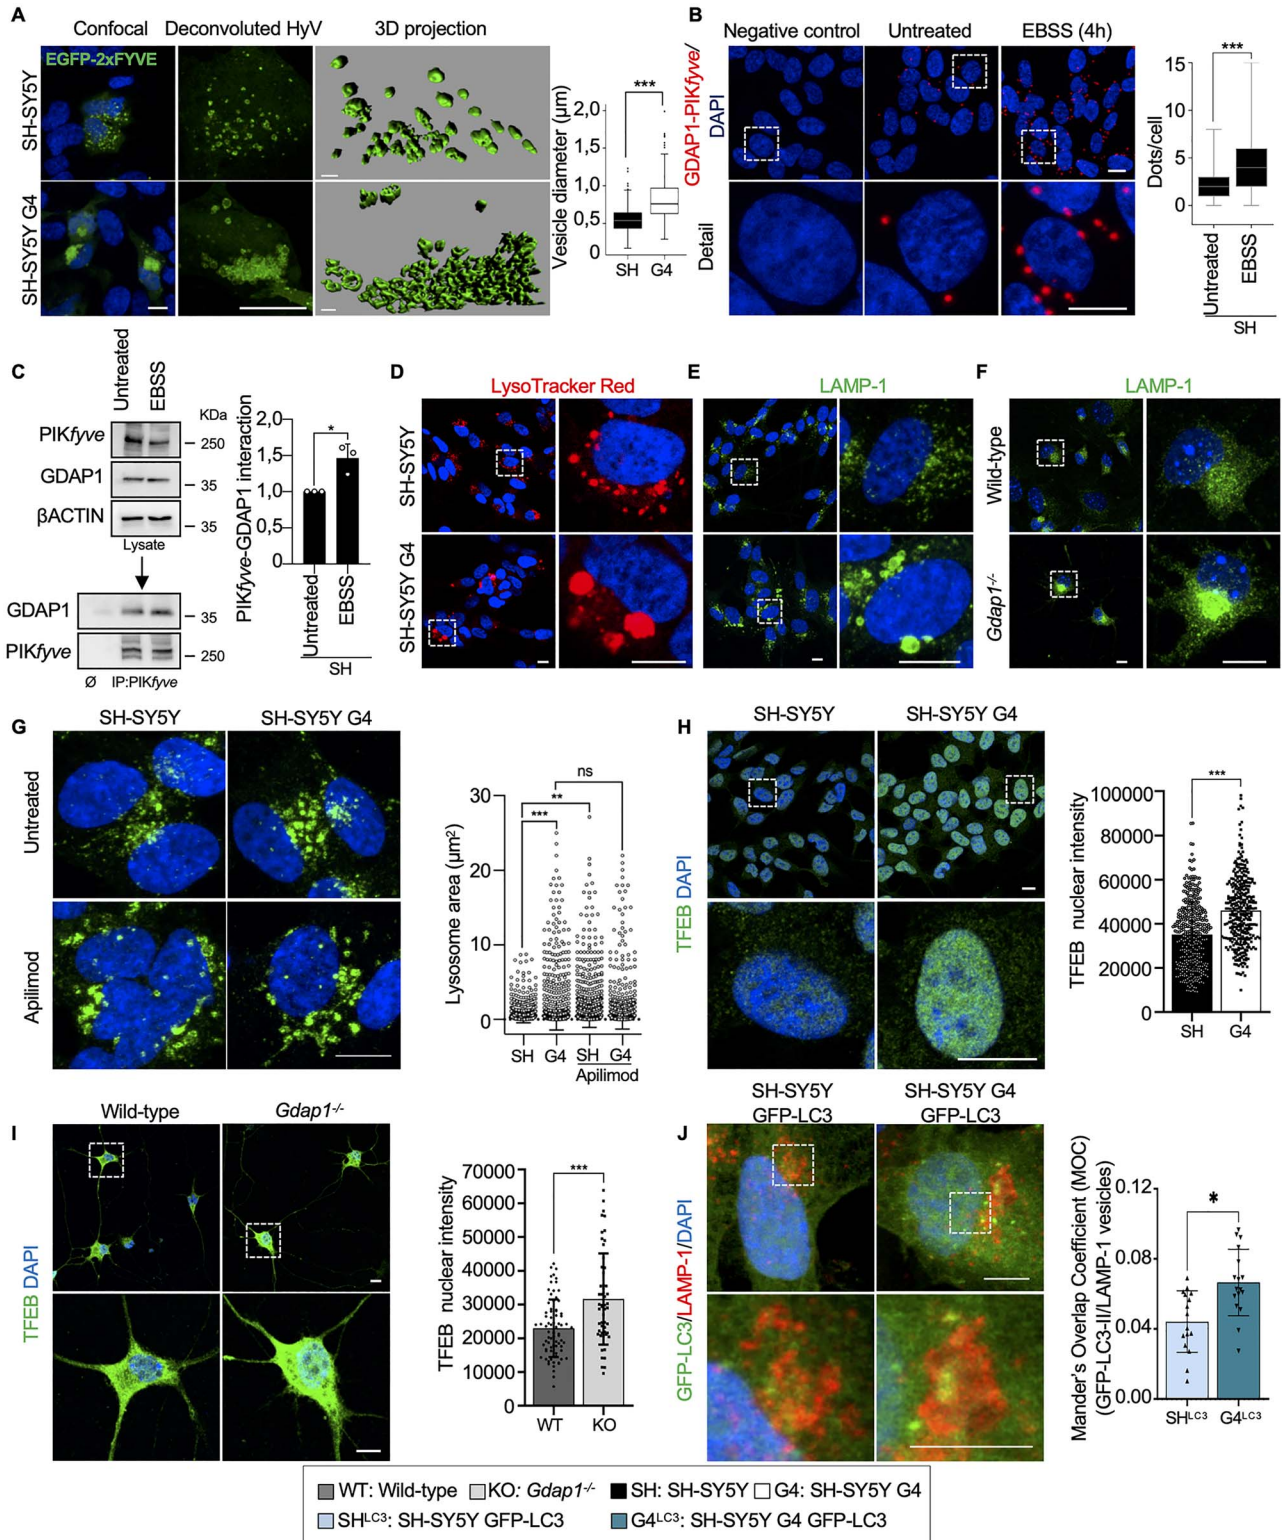 A
Confocal Deconvoluted HyV 3D projection
EGFP-2xFYVE
SH-SY5Y
SH-SY5Y G4
Vesicle diameter (µm)
2,0
1,5
1,0
0,5
0
***
SH G4
B
Negative control Untreated EBSS (4h)
GDAP1-PIKfyve/
DAPI
Detail
Dots/cell
15
10
5
0
***
Untreated
EBSS
SH
C
Untreated
EBSS
KDa
PIKfyve
250
GDAP1
35
βACTIN
35
Lysate
GDAP1
35
PIKfyve
250
Ø IP:PIKfyve
PIKfyve-GDAP1 interaction
2,0
1,5
1,0
0,5
0
*
Untreated
EBSS
SH
D
LysoTracker Red
SH-SY5Y
SH-SY5Y G4
E
LAMP-1
F
LAMP-1
Wild-type
Gdap1-/-
G
SH-SY5Y SH-SY5Y G4
Untreated
Apilimod
Lysosome area (µm²)
30
20
10
0
ns
**
***
SH G4 SH G4
Apilimod
H
SH-SY5Y SH-SY5Y G4
TFEB DAPI
TFEB nuclear intensity
100000
80000
60000
40000
20000
0
***
SH G4
I
Wild-type Gdap1-/-
TFEB DAPI
TFEB nuclear intensity
70000
60000
50000
40000
30000
20000
10000
0
***
WT KO
J
SH-SY5Y SH-SY5Y G4
GFP-LC3 GFP-LC3
GFP-LC3/LAMP-1/DAPI
Mander's Overlap Coefficient (MOC)
(GFP-LC3-II/LAMP-1 vesicles)
0.12
0.08
0.04
0.00
*
SHLC3 G4LC3
WT: Wild-type KO: Gdap1-/- SH: SH-SY5Y G4: SH-SY5Y G4
SHLC3: SH-SY5Y GFP-LC3 G4LC3: SH-SY5Y G4 GFP-LC3